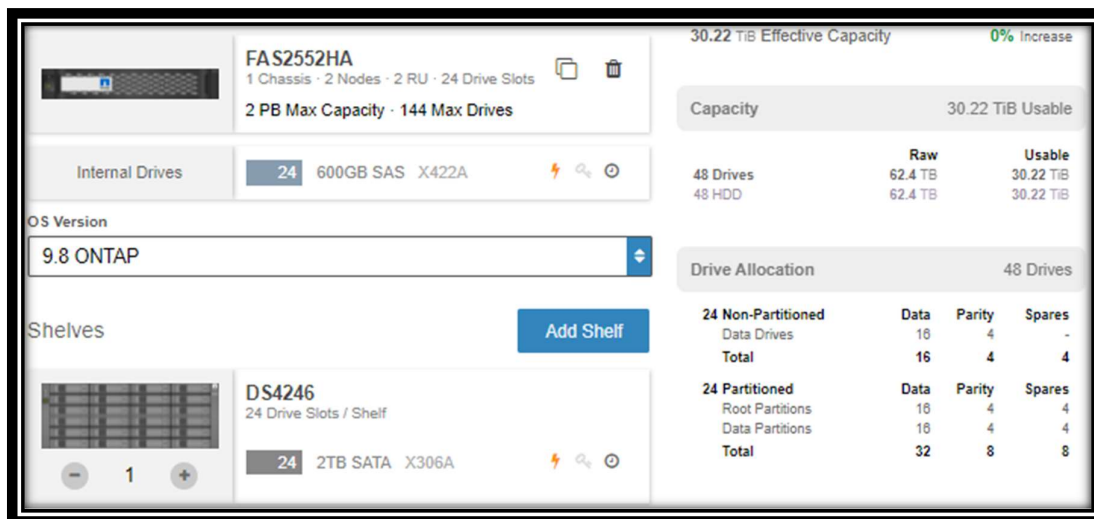 FAS2552HA
1 Chassis · 2 Nodes · 2 RU · 24 Drive Slots
2 PB Max Capacity · 144 Max Drives
Internal Drives
24 600GB SAS X422A
OS Version
9.8 ONTAP
Shelves
Add Shelf
DS4246
24 Drive Slots / Shelf
24 2TB SATA X306A
− 1 +
30.22 TiB Effective Capacity 0% Increase
Capacity 30.22 TiB Usable
Raw Usable
48 Drives 62.4 TB 30.22 TiB
48 HDD 62.4 TB 30.22 TiB
Drive Allocation 48 Drives
24 Non-Partitioned Data Parity Spares
Data Drives 16 4 -
Total 16 4 4
24 Partitioned Data Parity Spares
Root Partitions 16 4 4
Data Partitions 16 4 4
Total 32 8 8